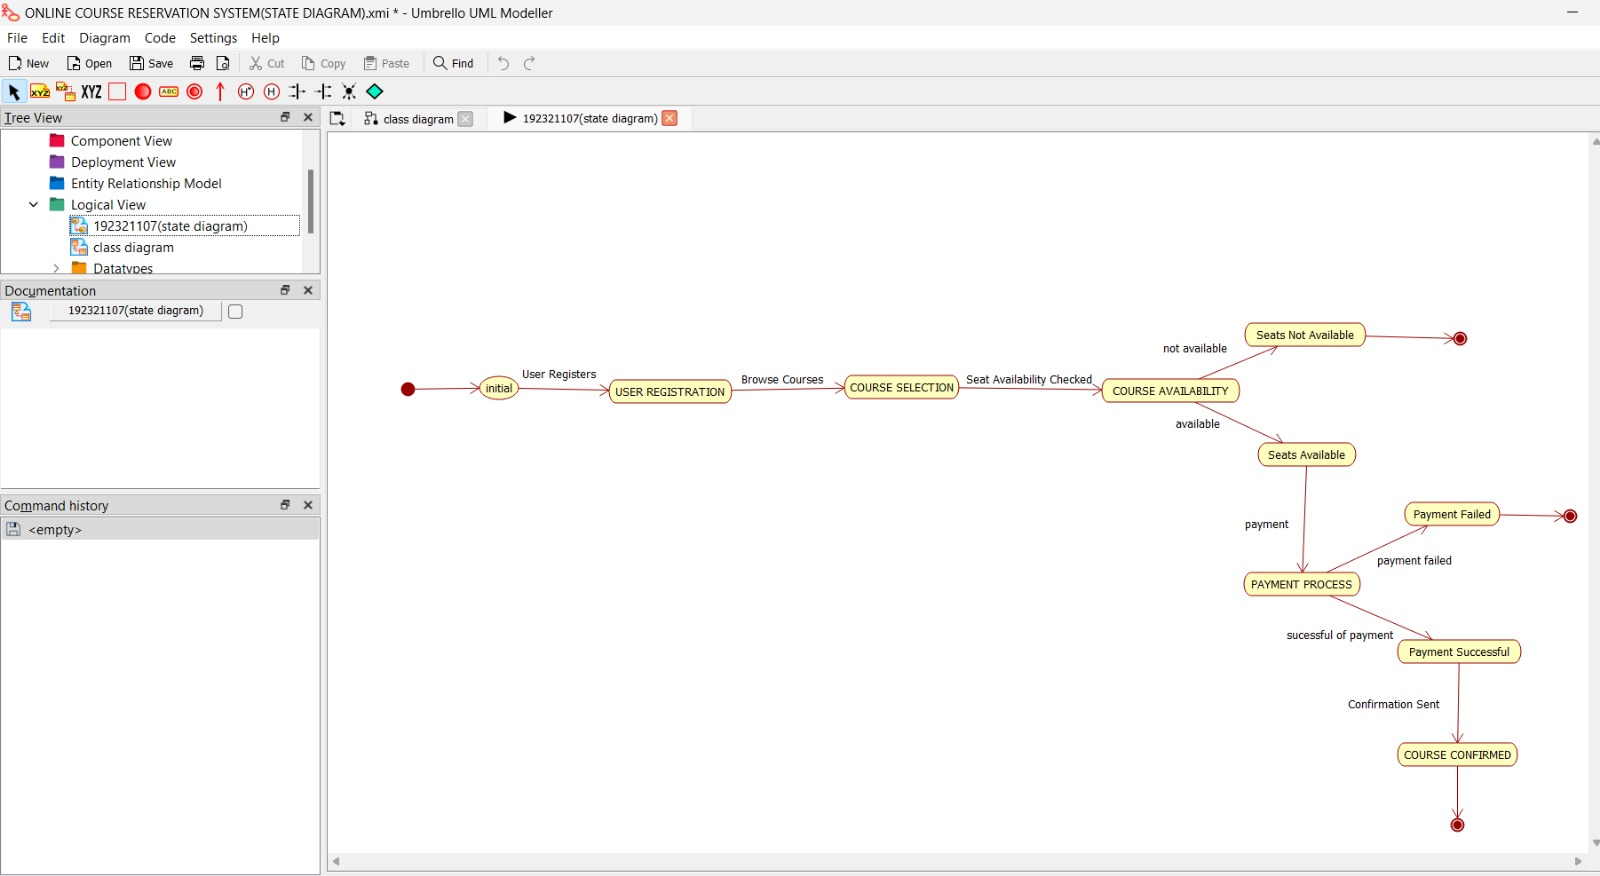 ONLINE COURSE RESERVATION SYSTEM(STATE DIAGRAM).xmi * - Umbrello UML Modeller
File Edit Diagram Code Settings Help
New Open Save Cut Copy Paste Find
XYZ XYZ XYZ ABC H* H
Tree View
Component View
Deployment View
Entity Relationship Model
Logical View
192321107(state diagram)
class diagram
Datatypes
Documentation
192321107(state diagram)
Command history
<empty>
class diagram 192321107(state diagram)
initial
User Registers
USER REGISTRATION
Browse Courses
COURSE SELECTION
Seat Availability Checked
COURSE AVAILABILITY
not available
Seats Not Available
available
Seats Available
payment
PAYMENT PROCESS
Payment Failed
payment failed
sucessful of payment
Payment Successful
Confirmation Sent
COURSE CONFIRMED